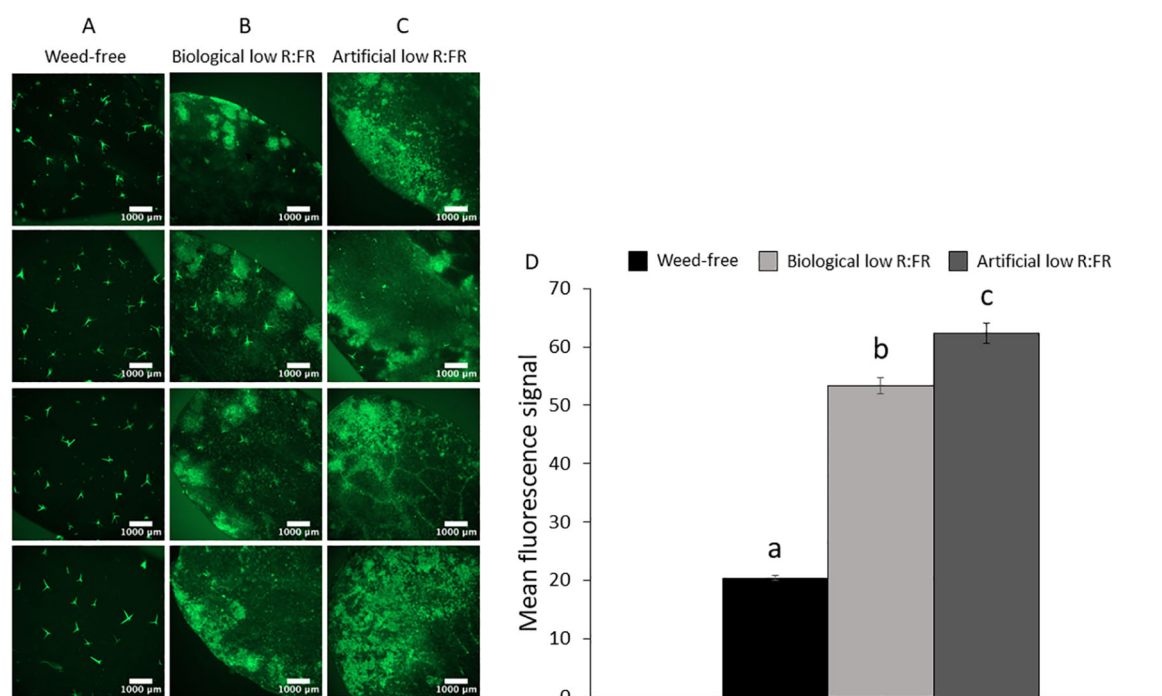 A
B
C
Weed-free
Biological low R:FR
Artificial low R:FR
1000 µm
1000 µm
1000 µm
1000 µm
1000 µm
1000 µm
1000 µm
1000 µm
1000 µm
1000 µm
1000 µm
1000 µm
D
Weed-free
Biological low R:FR
Artificial low R:FR
Mean fluorescence signal
70
60
50
40
30
20
10
0
a
b
c